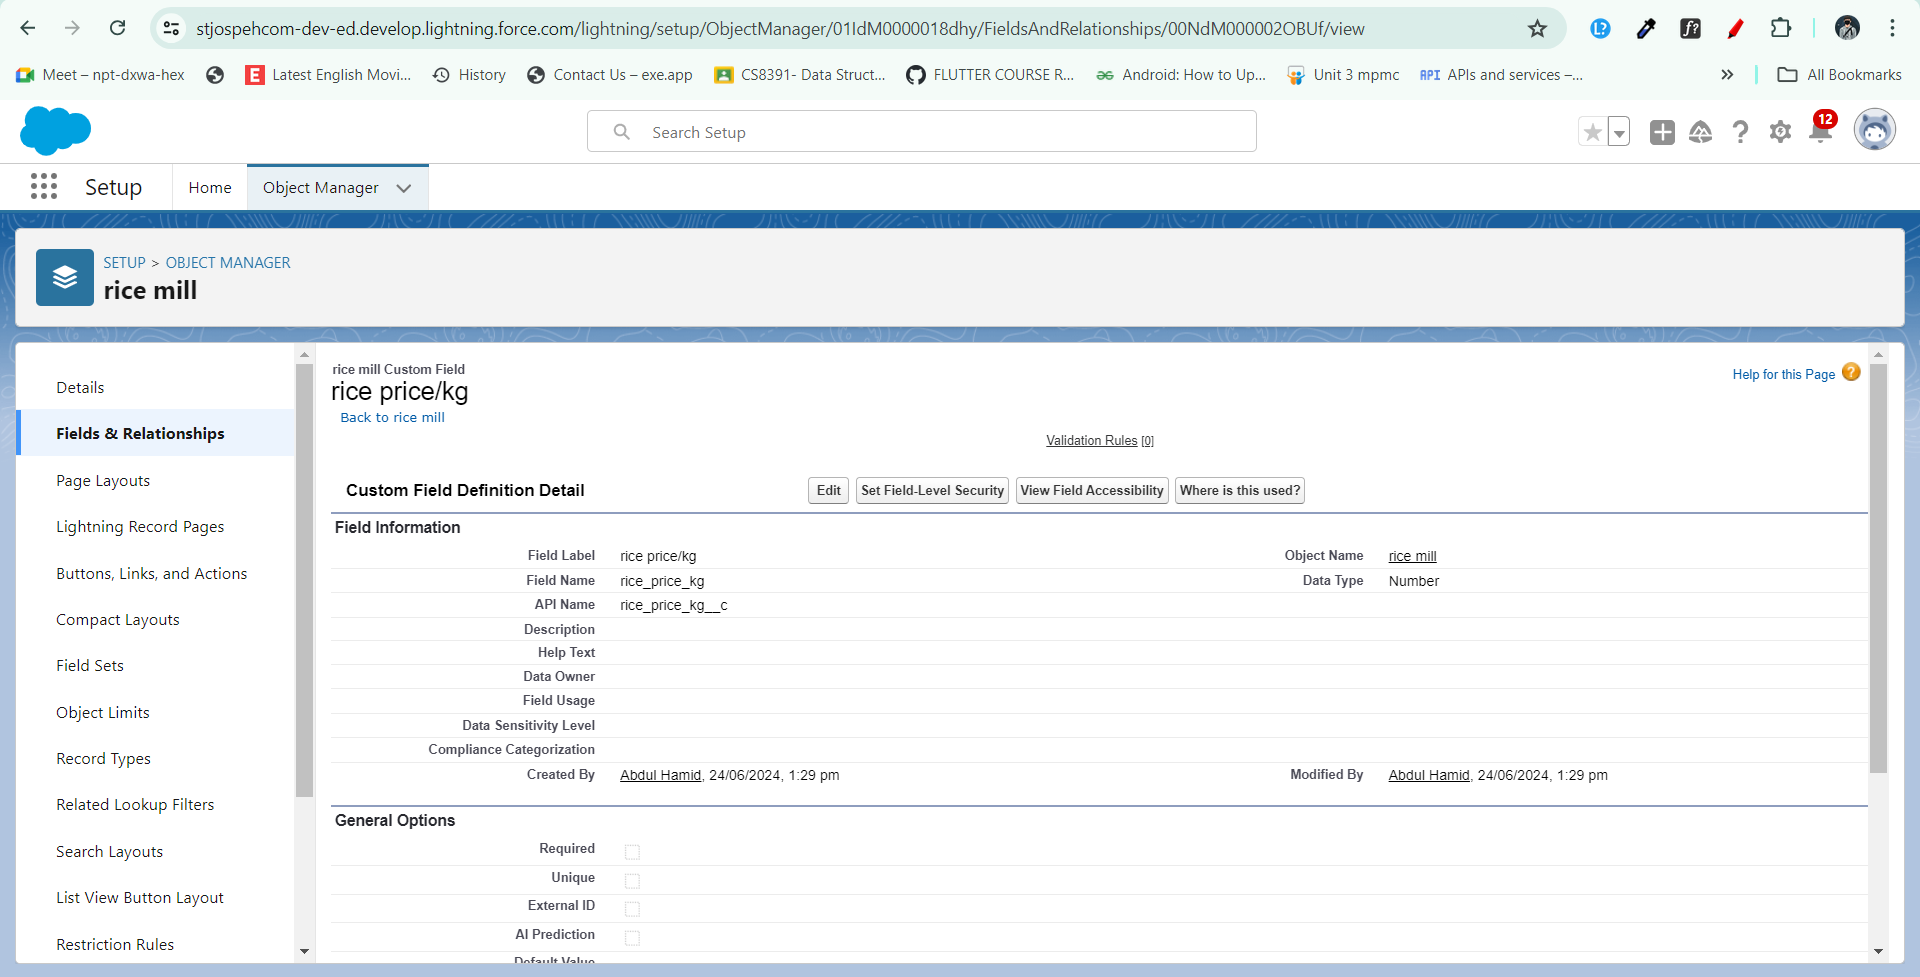 stjospehcom-dev-ed.develop.lightning.force.com/lightning/setup/ObjectManager/01IdM0000018dhy/FieldsAndRelationships/00NdM000002OBUf/view
Meet – npt-dxwa-hex
E Latest English Movi...
History
Contact Us – exe.app
CS8391- Data Struct...
FLUTTER COURSE R...
Android: How to Up...
Unit 3 mpmc
API APIs and services –...
All Bookmarks
Search Setup
12
Setup
Home
Object Manager
SETUP > OBJECT MANAGER
rice mill
Details
Fields & Relationships
Page Layouts
Lightning Record Pages
Buttons, Links, and Actions
Compact Layouts
Field Sets
Object Limits
Record Types
Related Lookup Filters
Search Layouts
List View Button Layout
Restriction Rules
rice mill Custom Field
rice price/kg
Back to rice mill
Help for this Page
Validation Rules [0]
Custom Field Definition Detail
Edit
Set Field-Level Security
View Field Accessibility
Where is this used?
Field Information
Field Label rice price/kg
Object Name rice mill
Field Name rice_price_kg
Data Type Number
API Name rice_price_kg__c
Description
Help Text
Data Owner
Field Usage
Data Sensitivity Level
Compliance Categorization
Created By Abdul Hamid, 24/06/2024, 1:29 pm
Modified By Abdul Hamid, 24/06/2024, 1:29 pm
General Options
Required
Unique
External ID
AI Prediction
Default Value